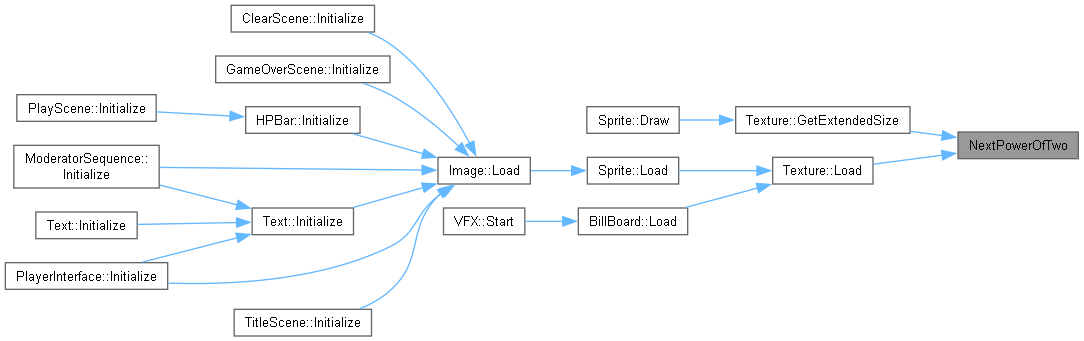 ClearScene::Initialize
GameOverScene::Initialize
PlayScene::Initialize
HPBar::Initialize
Sprite::Draw
Texture::GetExtendedSize
NextPowerOfTwo
ModeratorSequence::
Initialize
Image::Load
Sprite::Load
Texture::Load
Text::Initialize
Text::Initialize
VFX::Start
BillBoard::Load
PlayerInterface::Initialize
TitleScene::Initialize